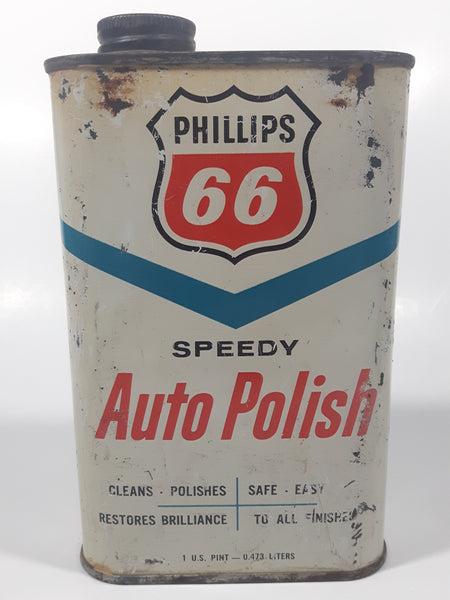 PHILLIPS
66
SPEEDY
Auto Polish
CLEANS · POLISHES SAFE · EASY
RESTORES BRILLIANCE TO ALL FINISHES
1 U.S. PINT — 0.473 LITERS